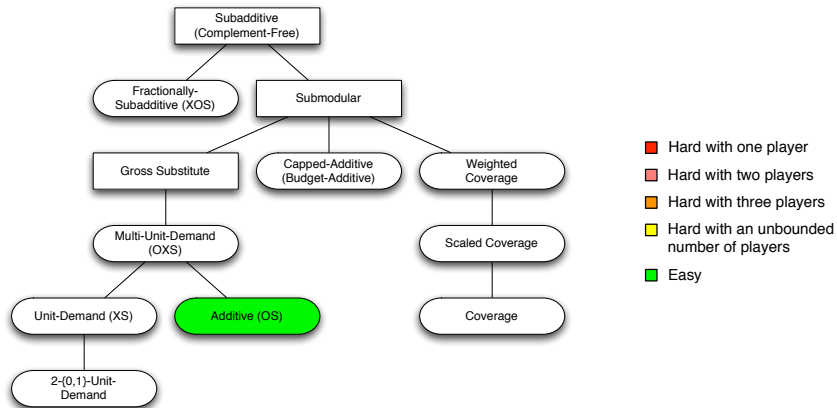 Subadditive
(Complement-Free)
Fractionally-
Subadditive (XOS)
Submodular
Gross Substitute
Capped-Additive
(Budget-Additive)
Weighted
Coverage
Multi-Unit-Demand
(OXS)
Scaled Coverage
Unit-Demand (XS)
Additive (OS)
Coverage
2-{0,1}-Unit-
Demand
Hard with one player
Hard with two players
Hard with three players
Hard with an unbounded
number of players
Easy